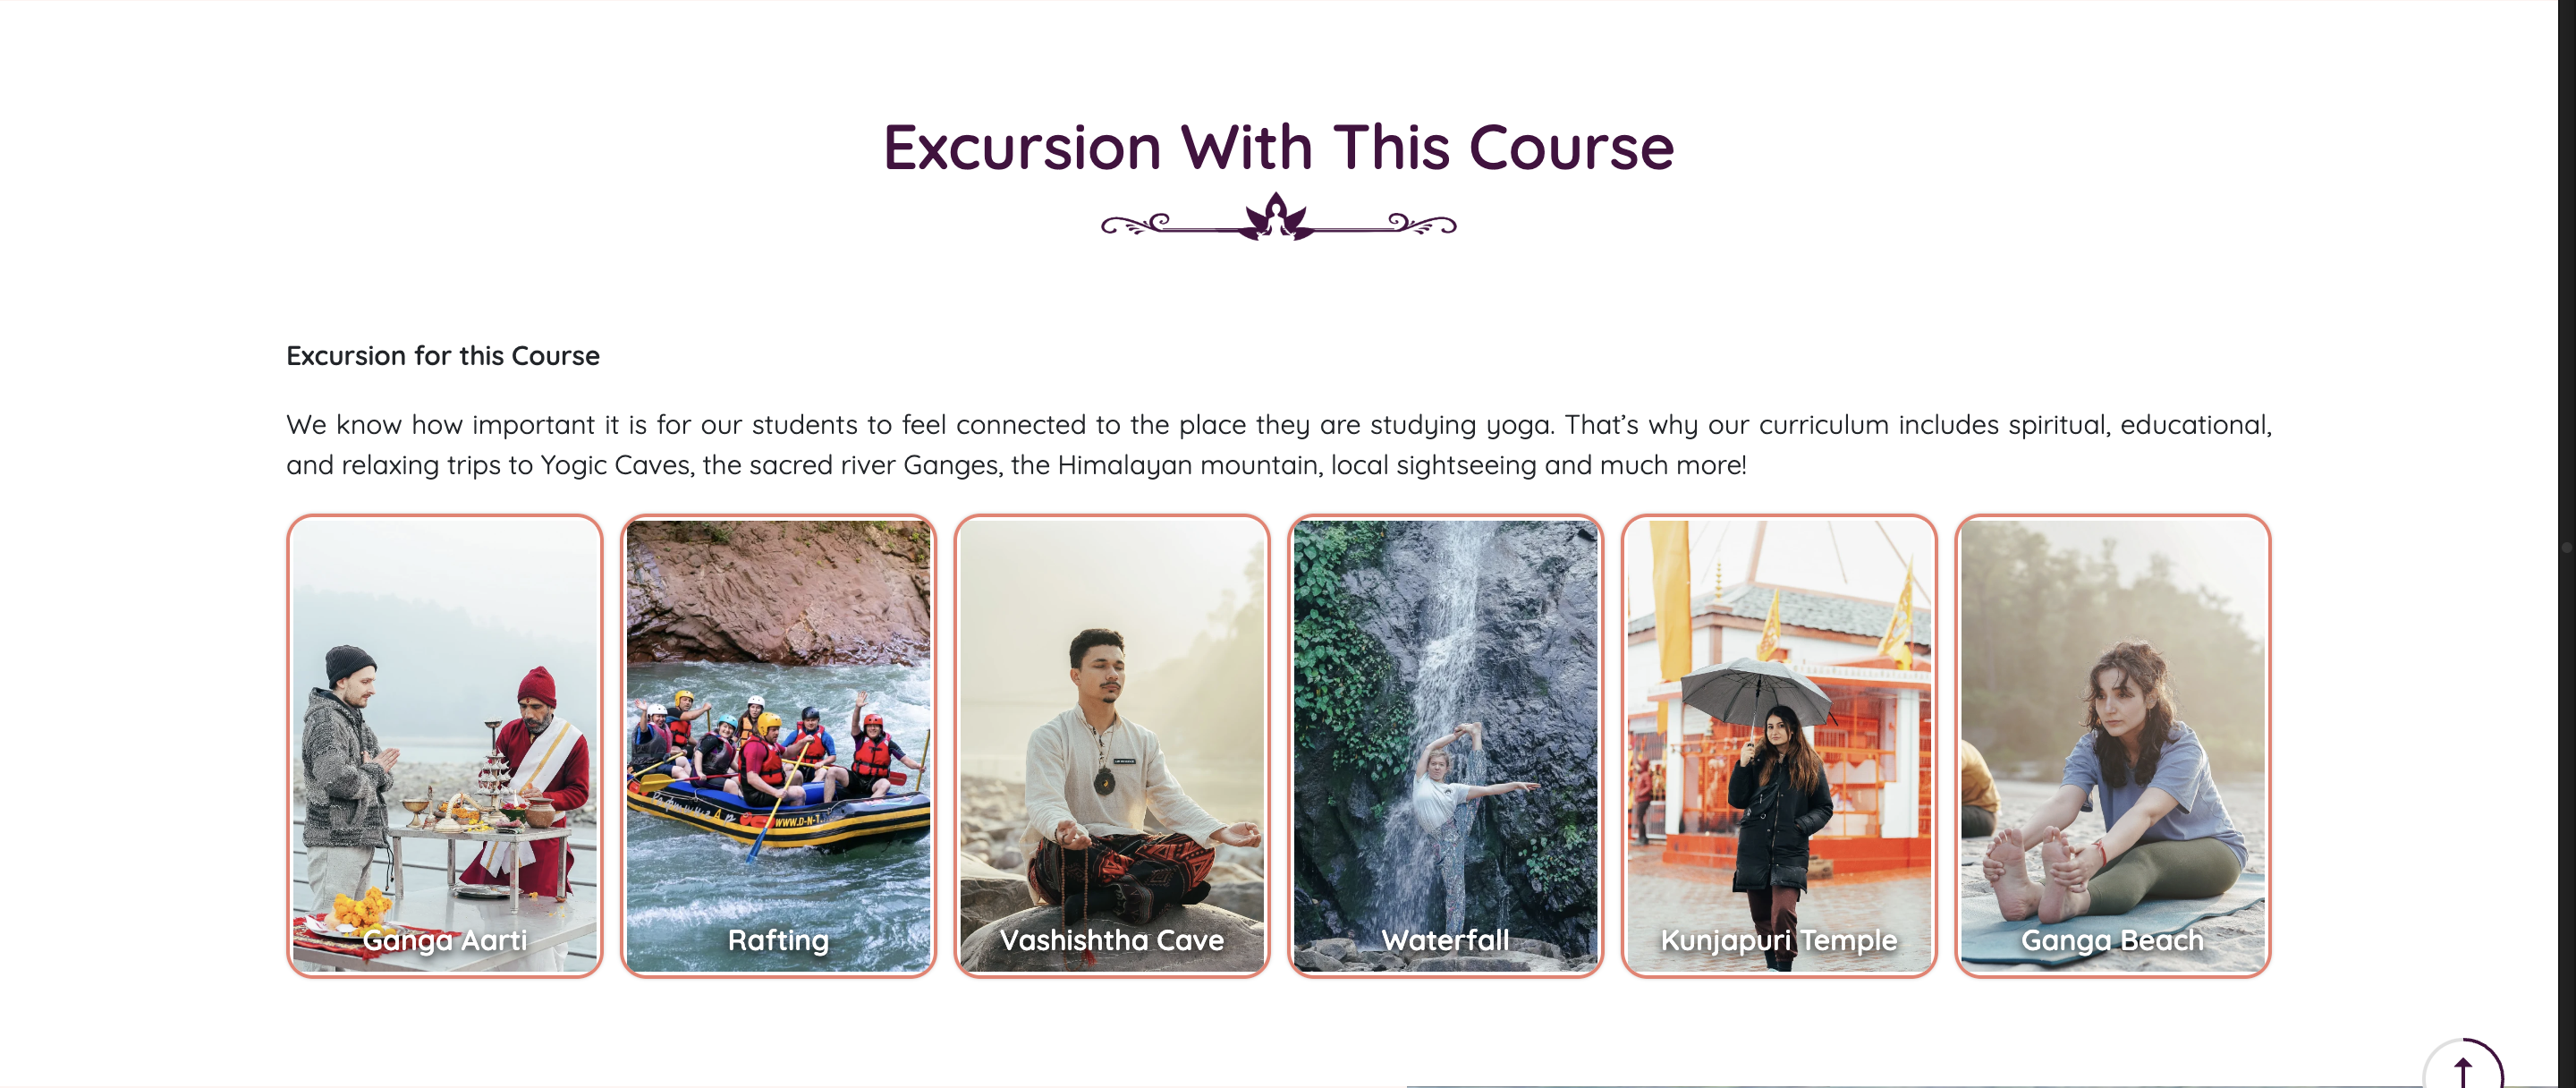 Excursion With This Course
Excursion for this Course
We know how important it is for our students to feel connected to the place they are studying yoga. That’s why our curriculum includes spiritual, educational,
and relaxing trips to Yogic Caves, the sacred river Ganges, the Himalayan mountain, local sightseeing and much more!
WWW.D-N-T.
Ganga Aarti
Rafting
Vashishtha Cave
Waterfall
Kunjapuri Temple
Ganga Beach